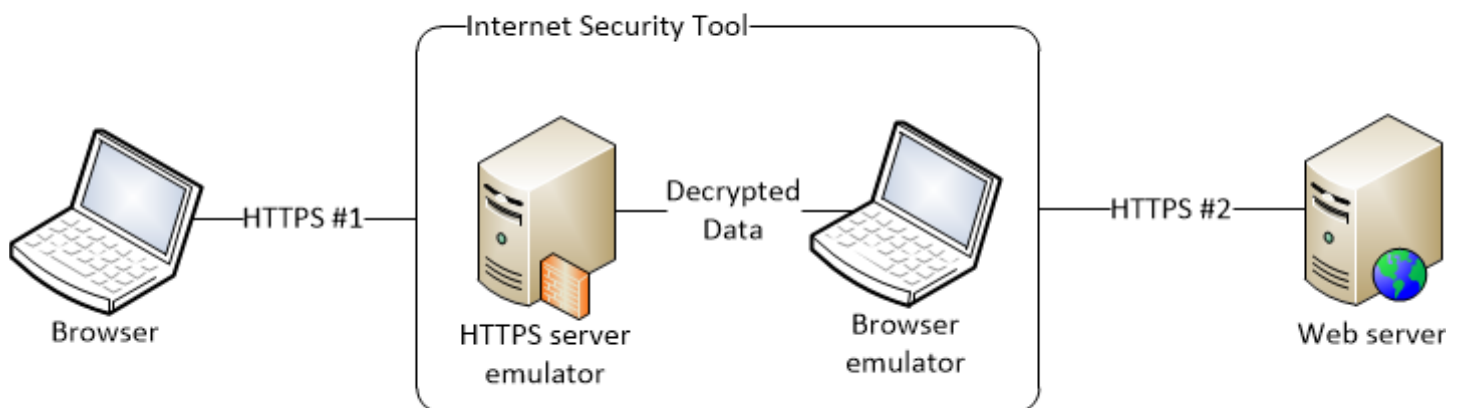 Internet Security Tool
HTTPS #1
Decrypted
Data
HTTPS #2
Browser
HTTPS server
emulator
Browser
emulator
Web server